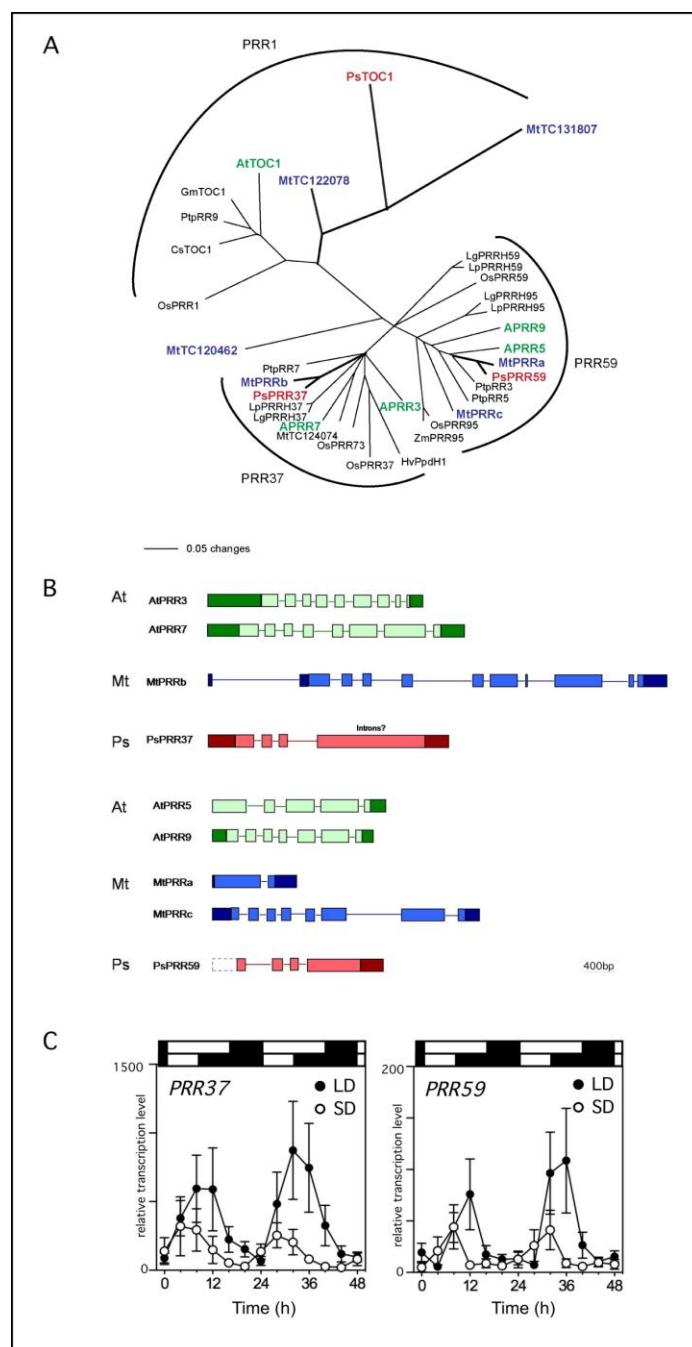 A
PRR1
PsTOC1
MtTC131807
AtTOC1
MtTC122078
GmTOC1
PtpRR9
CsTOC1
OsPRR1
LgPRRH59
LpPRRH59
OsPRR59
LgPRRH95
LpPRRH95
APRR9
APRR5
MtPRRa
PsPRR59
PtpRR3
PtpRR5
MtPRRc
OsPRR95
ZmPRR95
PRR59
MtTC120462
PtpRR7
MtPRRb
PsPRR37
LpPRRH37
LgPRRH37
APRR7
MtTC124074
OsPRR73
OsPRR37
HvPpdH1
APRR3
PRR37
0.05 changes
B
At AtPRR3
AtPRR7
Mt MtPRRb
Ps PsPRR37
Introns?
At AtPRR5
AtPRR9
Mt MtPRRa
MtPRRc
Ps PsPRR59
400bp
C
1500
PRR37
LD
SD
relative transcription level
0
0 12 24 36 48
Time (h)
200
PRR59
LD
SD
relative transcription level
0
0 12 24 36 48
Time (h)